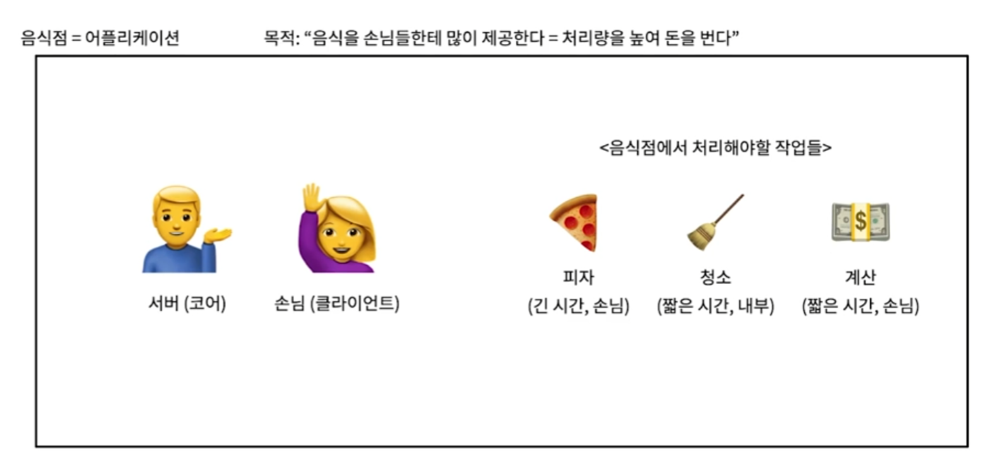 음식점 = 어플리케이션
목적: “음식을 손님들한테 많이 제공한다 = 처리량을 높여 돈을 번다”
<음식점에서 처리해야할 작업들>
서버 (코어)
손님 (클라이언트)
피자
(긴 시간, 손님)
청소
(짧은 시간, 내부)
계산
(짧은 시간, 손님)
$